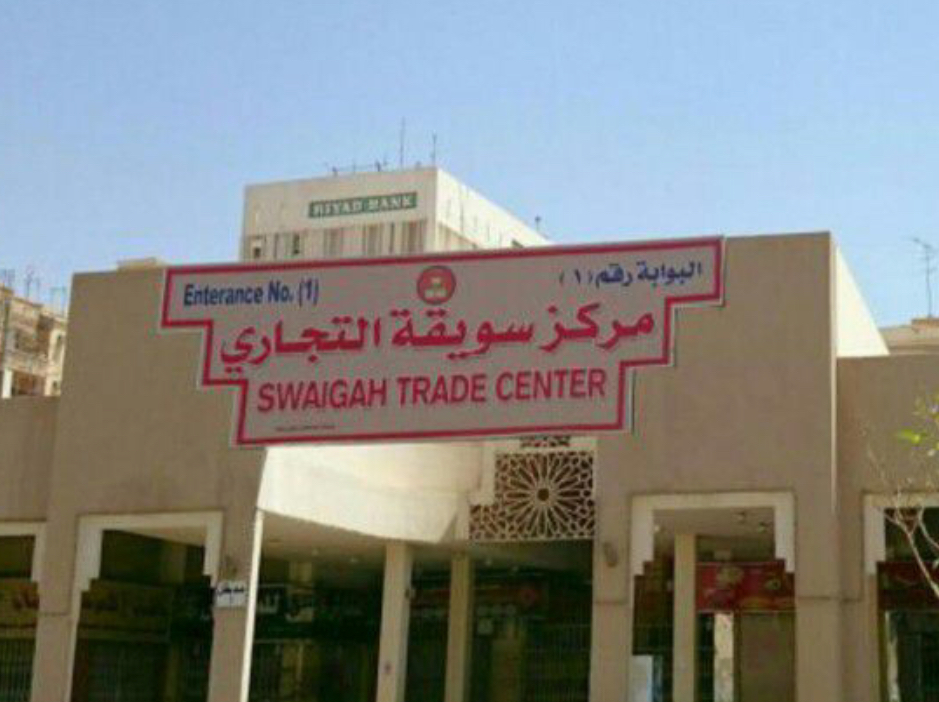 RIYAD BANK
Enterance No. (1)
البوابة رقم (١)
مركز سويقة التجاري
SWAIGAH TRADE CENTER